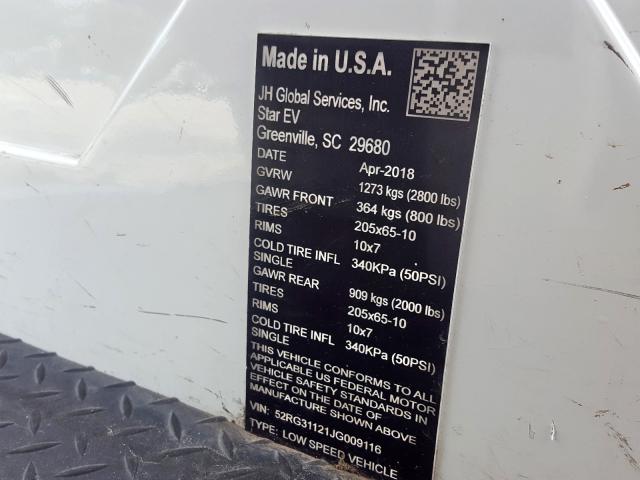 Made in U.S.A.
JH Global Services, Inc.
Star EV
Greenville, SC 29680
DATE Apr-2018
GVRW 1273 kgs (2800 lbs)
GAWR FRONT 364 kgs (800 lbs)
TIRES 205x65-10
RIMS 10x7
COLD TIRE INFL 340KPa (50PSI)
SINGLE
GAWR REAR 909 kgs (2000 lbs)
TIRES 205x65-10
RIMS 10x7
COLD TIRE INFL 340KPa (50PSI)
SINGLE
THIS VEHICLE CONFORMS TO ALL
APPLICABLE US FEDERAL MOTOR
VEHICLE SAFETY STANDARDS IN
EFFECT ON THE DATE OF
MANUFACTURE SHOWN ABOVE
VIN: 52RG31121JG009116
TYPE: LOW SPEED VEHICLE